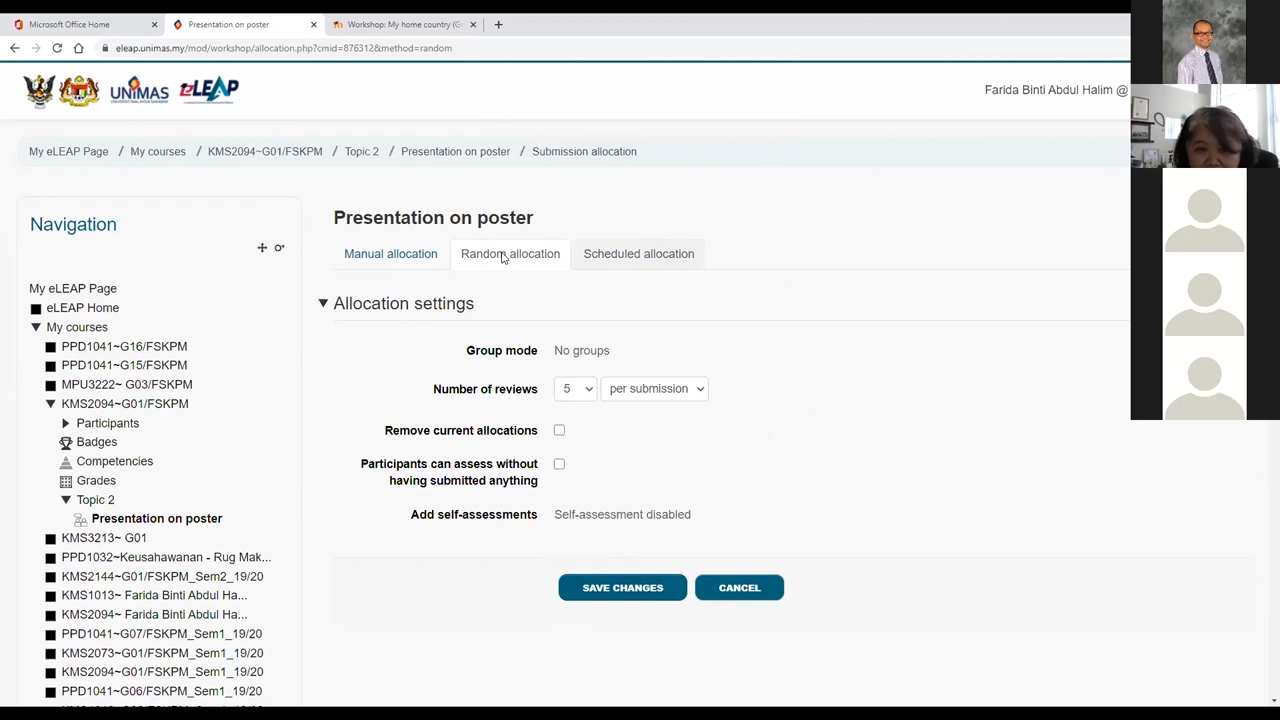 Microsoft Office Home
Presentation on poster
Workshop: My home country (G
eleap.unimas.my/mod/workshop/allocation.php?cmid=876312&method=random
UNIMAS
eLEAP
Farida Binti Abdul Halim @
My eLEAP Page / My courses / KMS2094~G01/FSKPM / Topic 2 / Presentation on poster / Submission allocation
Navigation
My eLEAP Page
eLEAP Home
My courses
PPD1041~G16/FSKPM
PPD1041~G15/FSKPM
MPU3222~ G03/FSKPM
KMS2094~G01/FSKPM
Participants
Badges
Competencies
Grades
Topic 2
Presentation on poster
KMS3213~ G01
PPD1032~Keusahawanan - Rug Mak...
KMS2144~G01/FSKPM_Sem2_19/20
KMS1013~ Farida Binti Abdul Ha...
KMS2094~ Farida Binti Abdul Ha...
PPD1041~G07/FSKPM_Sem1_19/20
KMS2073~G01/FSKPM_Sem1_19/20
KMS2094~G01/FSKPM_Sem1_19/20
PPD1041~G06/FSKPM_Sem1_19/20
Presentation on poster
Manual allocation
Random allocation
Scheduled allocation
Allocation settings
Group mode No groups
Number of reviews 5 per submission
Remove current allocations
Participants can assess without
having submitted anything
Add self-assessments Self-assessment disabled
SAVE CHANGES
CANCEL